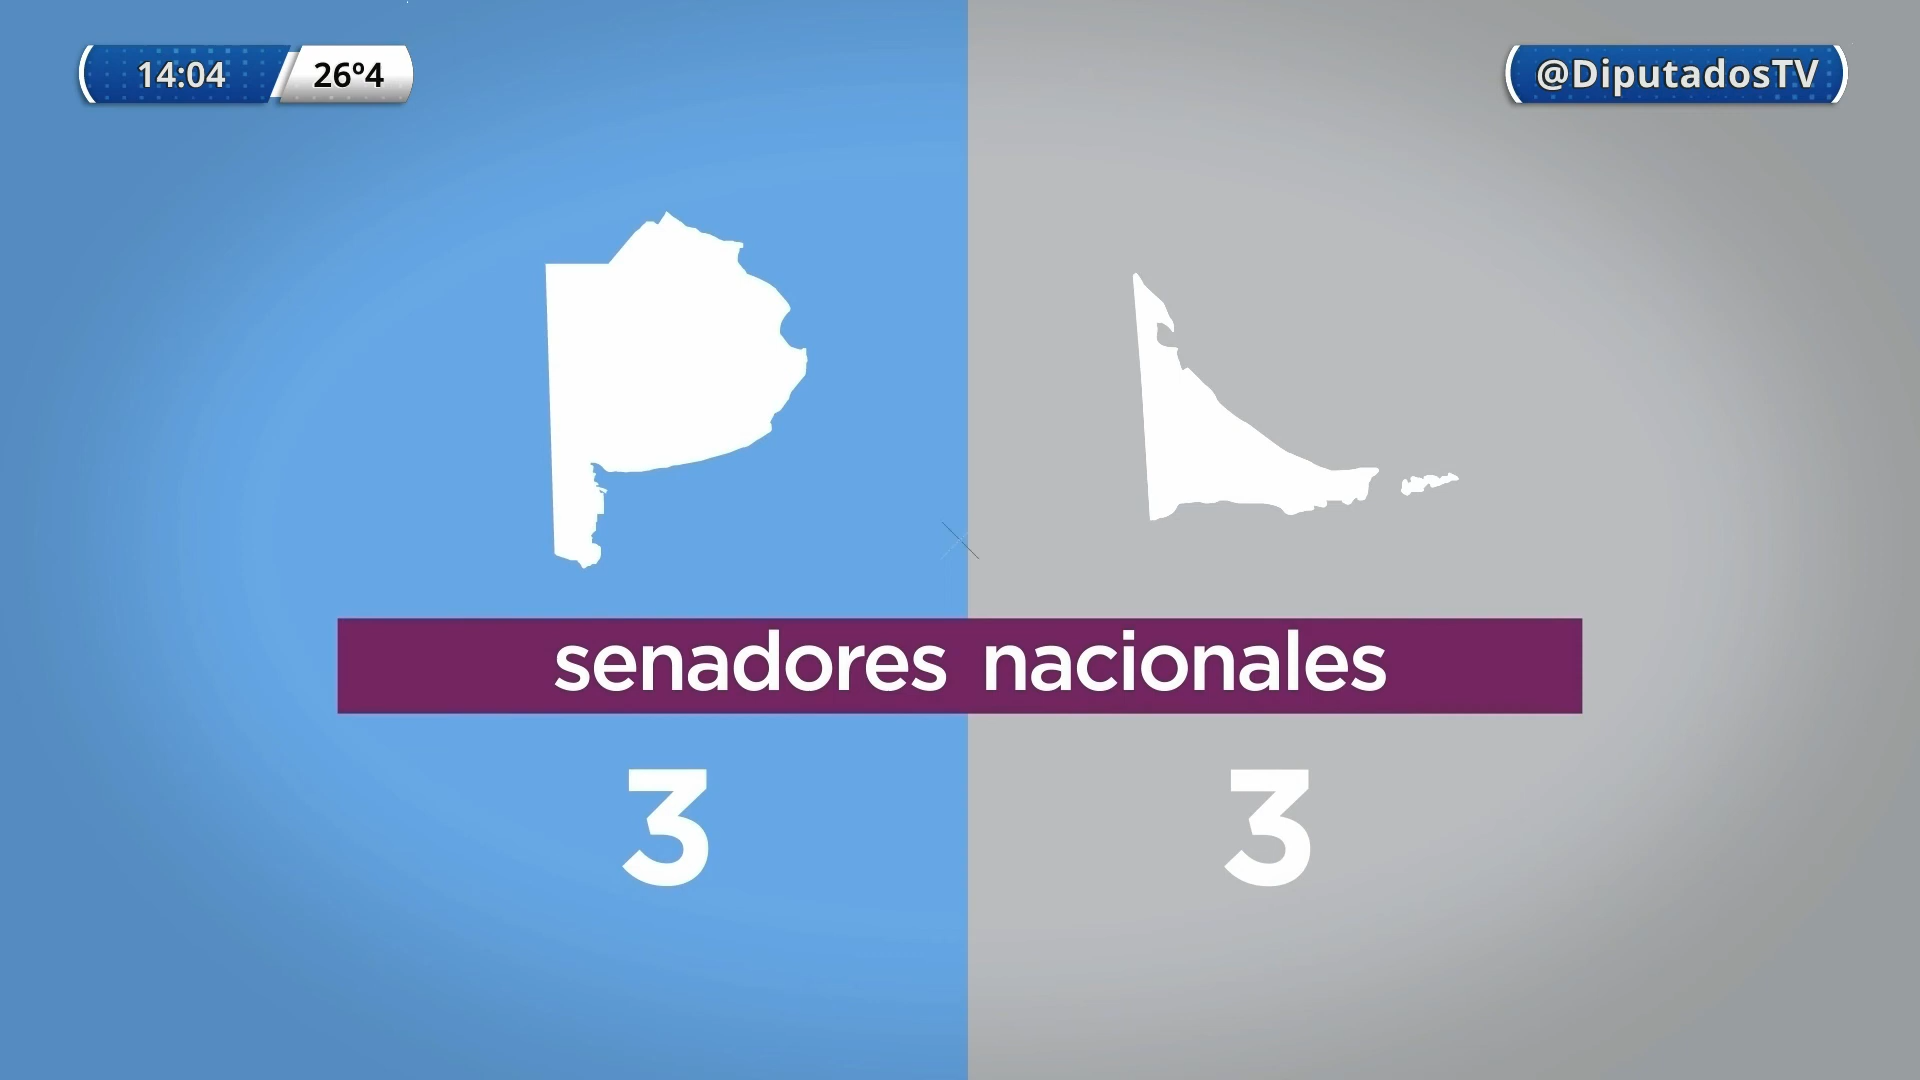 14:04
26º4
@DiputadosTV
senadores nacionales
3
3